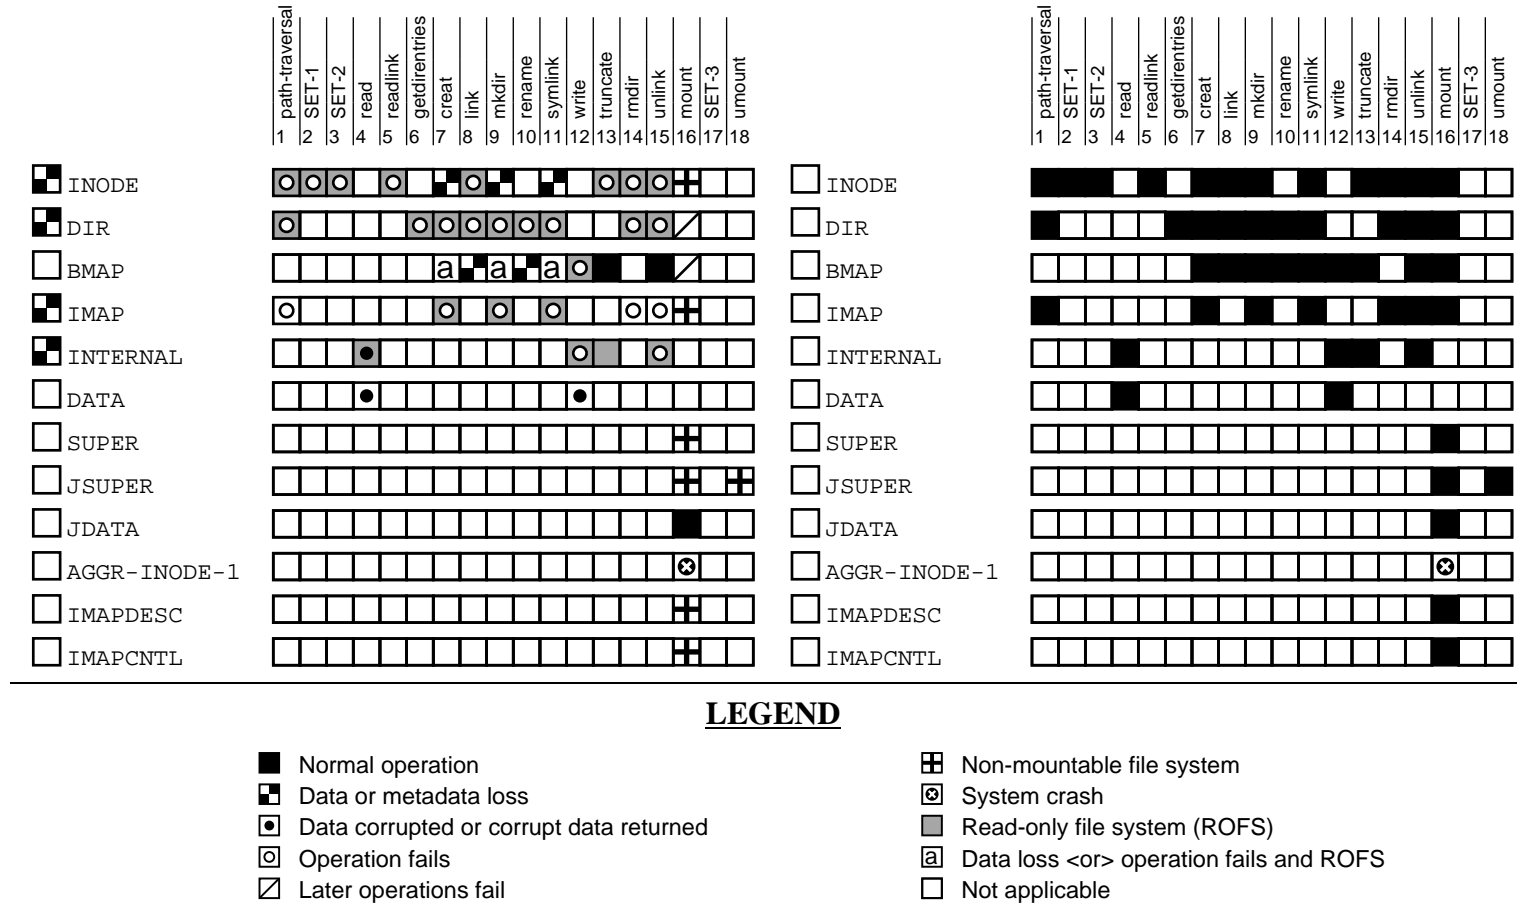 path-traversal SET-1 SET-2 read readlink getdirentries creat link mkdir rename symlink write truncate rmdir unlink mount SET-3 umount
1 2 3 4 5 6 7 8 9 10 11 12 13 14 15 16 17 18
path-traversal SET-1 SET-2 read readlink getdirentries creat link mkdir rename symlink write truncate rmdir unlink mount SET-3 umount
1 2 3 4 5 6 7 8 9 10 11 12 13 14 15 16 17 18
INODE
INODE
DIR
DIR
BMAP a a a
BMAP
IMAP
IMAP
INTERNAL
INTERNAL
DATA
DATA
SUPER
SUPER
JSUPER
JSUPER
JDATA
JDATA
AGGR-INODE-1
AGGR-INODE-1
IMAPDESC
IMAPDESC
IMAPCNTL
IMAPCNTL
LEGEND
Normal operation
Data or metadata loss
Data corrupted or corrupt data returned
Operation fails
Later operations fail
Non-mountable file system
System crash
Read-only file system (ROFS)
a Data loss <or> operation fails and ROFS
Not applicable